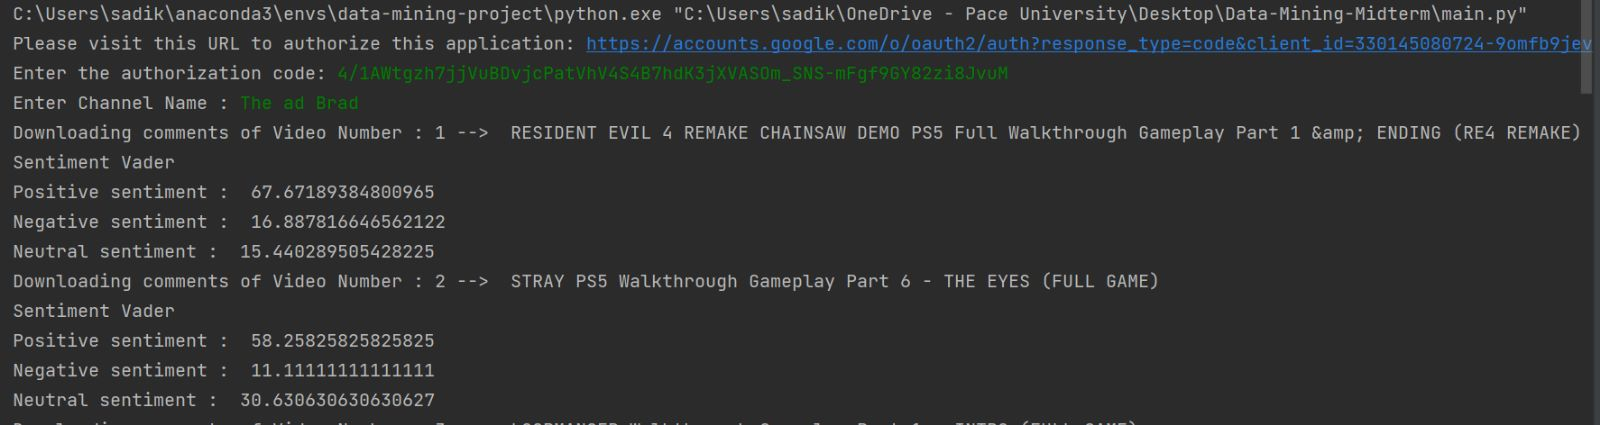 C:\Users\sadik\anaconda3\envs\data-mining-project\python.exe "C:\Users\sadik\OneDrive - Pace University\Desktop\Data-Mining-Midterm\main.py"
Please visit this URL to authorize this application: https://accounts.google.com/o/oauth2/auth?response_type=code&client_id=330145080724-9omfb9jev
Enter the authorization code: 4/1AWtgzh7jjVuBDvjcPatVhV4S4B7hdK3jXVASOm_SNS-mFgf9GY82zi8JvuM
Enter Channel Name : The ad Brad
Downloading comments of Video Number : 1 --> RESIDENT EVIL 4 REMAKE CHAINSAW DEMO PS5 Full Walkthrough Gameplay Part 1 &amp; ENDING (RE4 REMAKE)
Sentiment Vader
Positive sentiment : 67.67189384800965
Negative sentiment : 16.887816646562122
Neutral sentiment : 15.440289505428225
Downloading comments of Video Number : 2 --> STRAY PS5 Walkthrough Gameplay Part 6 - THE EYES (FULL GAME)
Sentiment Vader
Positive sentiment : 58.25825825825825
Negative sentiment : 11.11111111111111
Neutral sentiment : 30.630630630630627